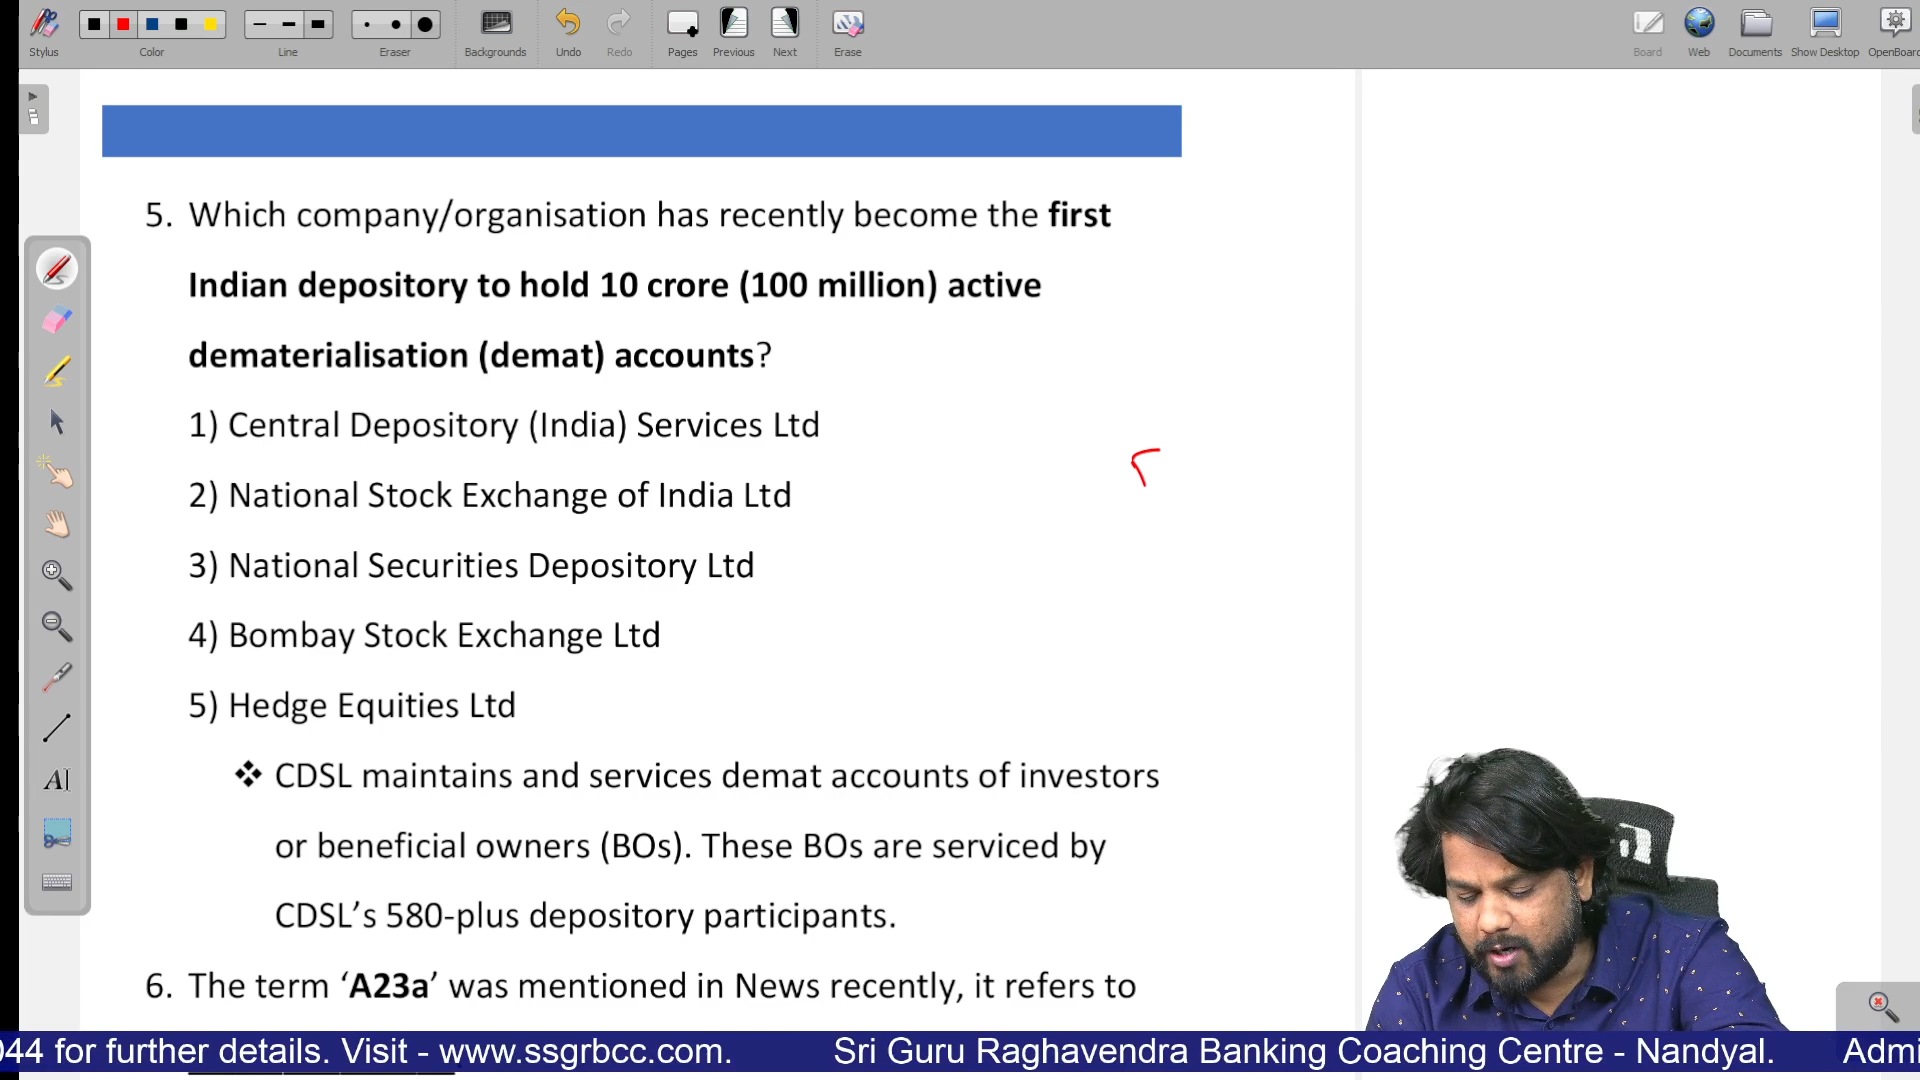 Stylus
Color
Line
Eraser
Backgrounds
Undo
Redo
Pages
Previous
Next
Erase
Board
Web
Documents
Show Desktop
OpenBoard
5. Which company/organisation has recently become the first
Indian depository to hold 10 crore (100 million) active
dematerialisation (demat) accounts?
1) Central Depository (India) Services Ltd
2) National Stock Exchange of India Ltd
3) National Securities Depository Ltd
4) Bombay Stock Exchange Ltd
5) Hedge Equities Ltd
❖ CDSL maintains and services demat accounts of investors
or beneficial owners (BOs). These BOs are serviced by
CDSL’s 580-plus depository participants.
6. The term ‘A23a’ was mentioned in News recently, it refers to
044 for further details. Visit - www.ssgrbcc.com. Sri Guru Raghavendra Banking Coaching Centre - Nandyal. Admi